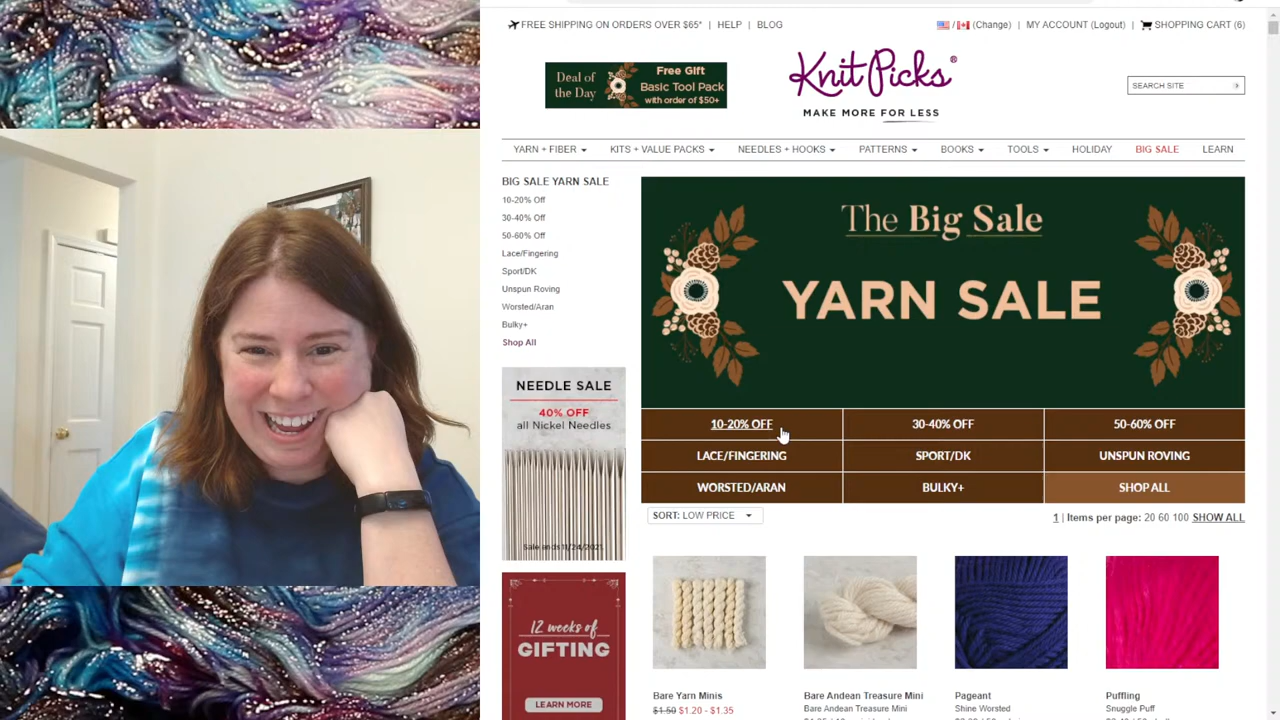 FREE SHIPPING ON ORDERS OVER $65* | HELP | BLOG
/ (Change) | MY ACCOUNT (Logout) | SHOPPING CART (6)
Deal of
the Day
Free Gift
Basic Tool Pack
with order of $50+
KnitPicks®
MAKE MORE FOR LESS
SEARCH SITE
YARN + FIBER KITS + VALUE PACKS NEEDLES + HOOKS PATTERNS BOOKS TOOLS HOLIDAY BIG SALE LEARN
BIG SALE YARN SALE
10-20% Off
30-40% Off
50-60% Off
Lace/Fingering
Sport/DK
Unspun Roving
Worsted/Aran
Bulky+
Shop All
NEEDLE SALE
40% OFF
all Nickel Needles
Sale ends 11/24/2021
12 weeks of
GIFTING
LEARN MORE
The Big Sale
YARN SALE
10-20% OFF 30-40% OFF 50-60% OFF
LACE/FINGERING SPORT/DK UNSPUN ROVING
WORSTED/ARAN BULKY+ SHOP ALL
SORT: LOW PRICE
1 | Items per page: 20 60 100 SHOW ALL
Bare Yarn Minis
$1.50 $1.20 - $1.35
Bare Andean Treasure Mini
Bare Andean Treasure Mini
Pageant
Shine Worsted
Puffling
Snuggle Puff